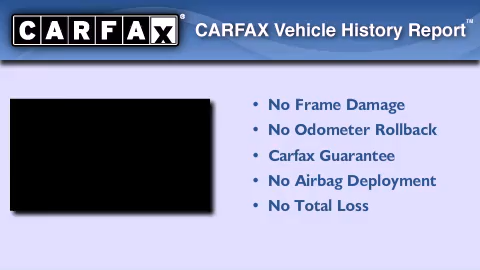 CARFAX® CARFAX Vehicle History Report™
• No Frame Damage
• No Odometer Rollback
• Carfax Guarantee
• No Airbag Deployment
• No Total Loss